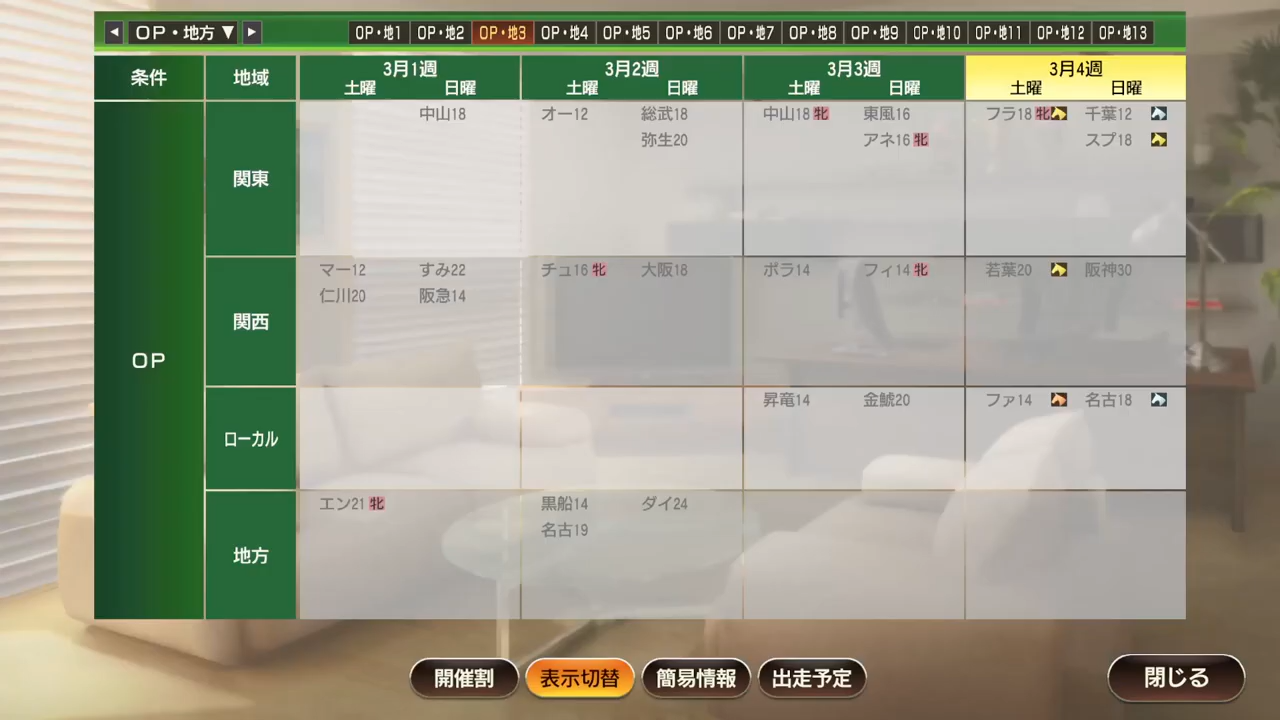 ◀ OP・地方▼ ▶ OP・地1 OP・地2 OP・地3 OP・地4 OP・地5 OP・地6 OP・地7 OP・地8 OP・地9 OP・地10 OP・地11 OP・地12 OP・地13
条件 地域 3月1週 3月2週 3月3週 3月4週
土曜 日曜 土曜 日曜 土曜 日曜 土曜 日曜
OP
関東
中山18 オー12 総武18 中山18 牝 東風16 フラ18 牝 千葉12
弥生20 アネ16 牝 スプ18
関西
マー12 すみ22 チュ16 牝 大阪18 ポラ14 フィ14 牝 若葉20 阪神30
仁川20 阪急14
ローカル
昇竜14 金鯱20 ファ14 名古18
地方
エン21 牝 黒船14 ダイ24
名古19
開催割 表示切替 簡易情報 出走予定 閉じる